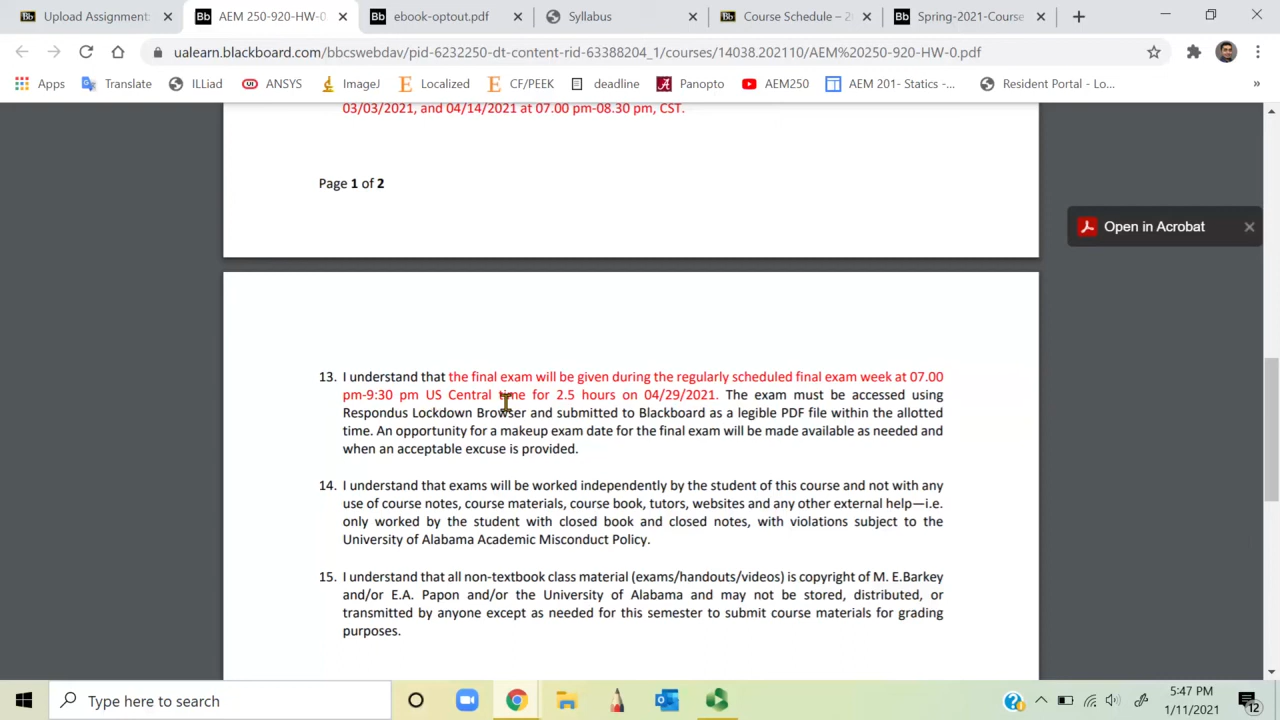 Upload Assignment:
AEM 250-920-HW-0
ebook-optout.pdf
Syllabus
Course Schedule – 2
Spring-2021-Course
ualearn.blackboard.com/bbcswebdav/pid-6232250-dt-content-rid-63388204_1/courses/14038.202110/AEM%20250-920-HW-0.pdf
Apps
Translate
ILLiad
ANSYS
ImageJ
Localized
CF/PEEK
deadline
Panopto
AEM250
AEM 201- Statics -...
Resident Portal - Lo...
»
03/03/2021, and 04/14/2021 at 07.00 pm-08.30 pm, CST.
Page 1 of 2
Open in Acrobat
13. I understand that the final exam will be given during the regularly scheduled final exam week at 07.00
pm-9:30 pm US Central time for 2.5 hours on 04/29/2021. The exam must be accessed using
Respondus Lockdown Browser and submitted to Blackboard as a legible PDF file within the allotted
time. An opportunity for a makeup exam date for the final exam will be made available as needed and
when an acceptable excuse is provided.
14. I understand that exams will be worked independently by the student of this course and not with any
use of course notes, course materials, course book, tutors, websites and any other external help—i.e.
only worked by the student with closed book and closed notes, with violations subject to the
University of Alabama Academic Misconduct Policy.
15. I understand that all non-textbook class material (exams/handouts/videos) is copyright of M. E.Barkey
and/or E.A. Papon and/or the University of Alabama and may not be stored, distributed, or
transmitted by anyone except as needed for this semester to submit course materials for grading
purposes.
Type here to search
5:47 PM
1/11/2021
12